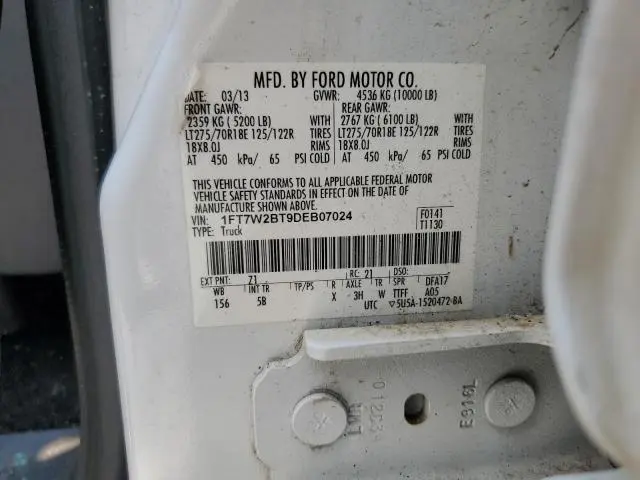 MFD. BY FORD MOTOR CO.
DATE: 03/13 GVWR: 4536 KG (10000 LB)
FRONT GAWR: REAR GAWR:
2359 KG ( 5200 LB) WITH 2767 KG ( 6100 LB) WITH
LT275/70R18E 125/122R TIRES LT275/70R18E 125/122R TIRES
18X8.0J RIMS 18X8.0J RIMS
AT 450 kPa/ 65 PSI COLD AT 450 kPa/ 65 PSI COLD
THIS VEHICLE CONFORMS TO ALL APPLICABLE FEDERAL MOTOR
VEHICLE SAFETY STANDARDS IN EFFECT ON THE DATE OF
MANUFACTURE SHOWN ABOVE.
VIN: 1FT7W2BT9DEB07024 F0141
TYPE: Truck T1130
EXT PNT: Z1 RC: 21 DSO:
WB INT TR TP/PS R AXLE TR SPR DFA17
156 5B X 3H W TTFF A05
UTC ▽5U5A-1520472-BA
LMR
E916L